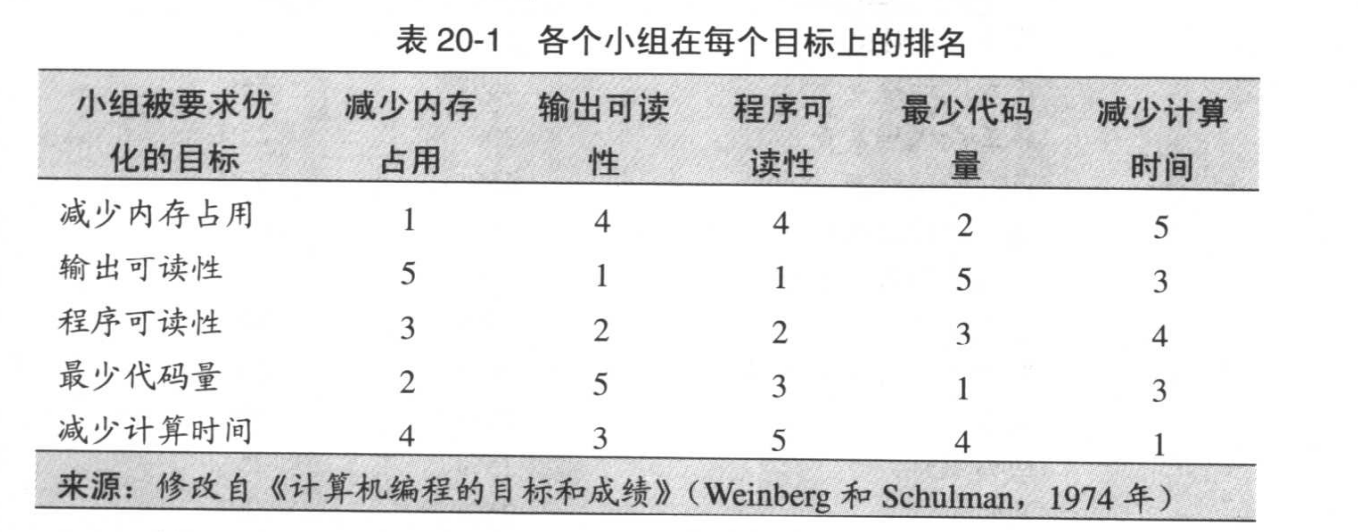 表 20-1 各个小组在每个目标上的排名
小组被要求优 减少内存 输出可读 程序可 最少代码 减少计算
化的目标 占用 性 读性 量 时间
减少内存占用 1 4 4 2 5
输出可读性 5 1 1 5 3
程序可读性 3 2 2 3 4
最少代码量 2 5 3 1 3
减少计算时间 4 3 5 4 1
来源：修改自《计算机编程的目标和成绩》（Weinberg 和 Schulman，1974 年）